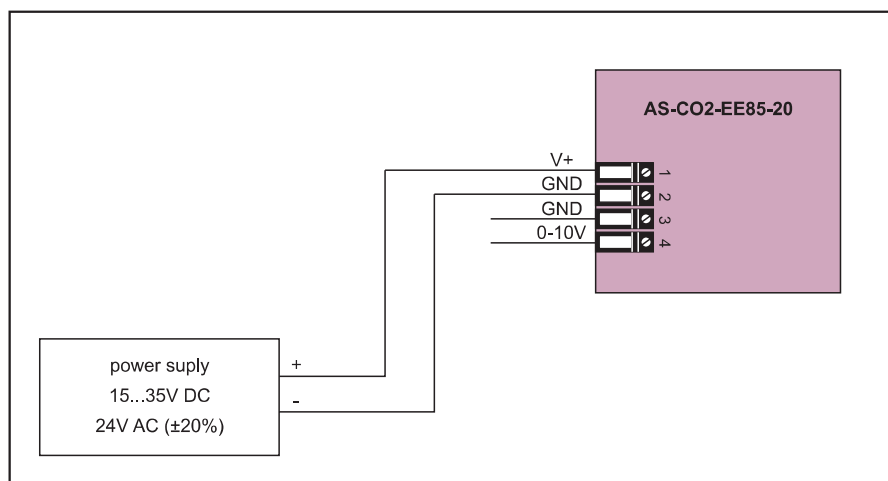 AS-CO2-EE85-20
V+
1
GND
2
GND
3
0-10V
4
power suply
+
15...35V DC
-
24V AC (±20%)